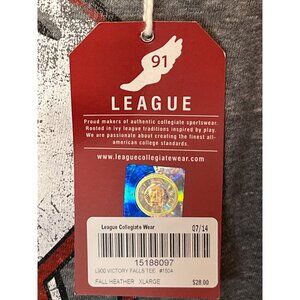 91
LEAGUE
Proud makers of authentic collegiate sportswear.
Rooted in ivy league traditions inspired by play.
We are passionate about creating the finest all-
american college standards.
www.leaguecollegiatewear.com
League Collegiate Wear 07/14
15188097
L900 VICTORY FALLS TEE #1504
FALL HEATHER XLARGE $28.00